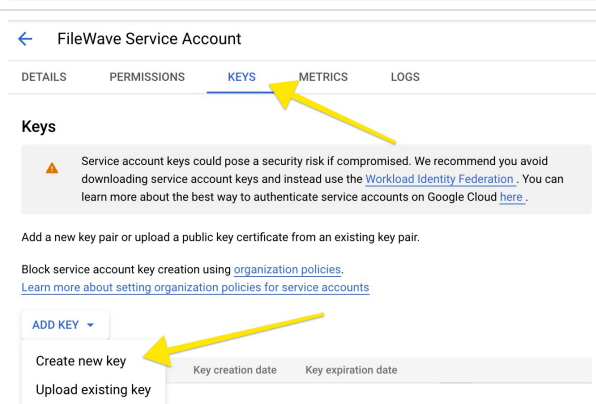 FileWave Service Account
DETAILS PERMISSIONS KEYS METRICS LOGS
Keys
Service account keys could pose a security risk if compromised. We recommend you avoid
downloading service account keys and instead use the Workload Identity Federation . You can
learn more about the best way to authenticate service accounts on Google Cloud here .
Add a new key pair or upload a public key certificate from an existing key pair.
Block service account key creation using organization policies.
Learn more about setting organization policies for service accounts
ADD KEY
Create new key
Key creation date Key expiration date
Upload existing key